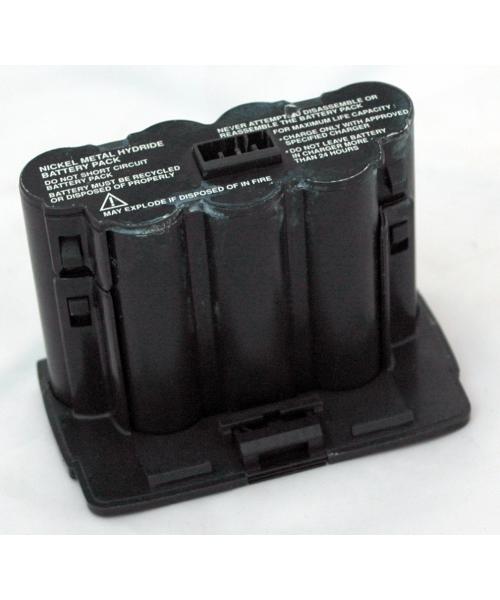 NICKEL METAL HYDRIDE
BATTERY PACK
DO NOT SHORT CIRCUIT
BATTERY PACK
BATTERY MUST BE RECYCLED
OR DISPOSED OF PROPERLY
MAY EXPLODE IF DISPOSED OF IN FIRE
NEVER ATTEMPT TO DISASSEMBLE OR
REASSEMBLE THE BATTERY PACK
FOR MAXIMUM LIFE CAPACITY:
• CHARGE ONLY WITH APPROVED
SPECIFIED CHARGER
• DO NOT LEAVE BATTERY
IN CHARGER MORE
THAN 24 HOURS